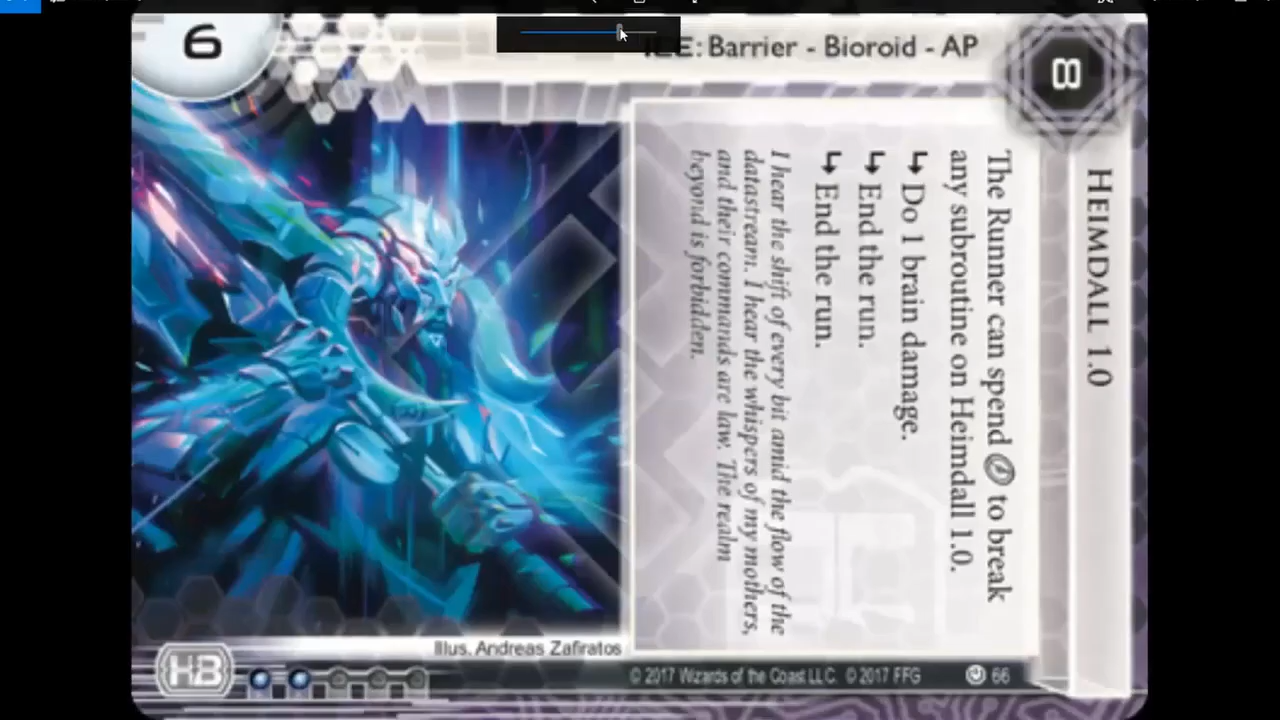 HEIMDALL 1.0
8
6
ICE: Barrier - Bioroid - AP
The Runner can spend to break
any subroutine on Heimdall 1.0.
↳ Do 1 brain damage.
↳ End the run.
↳ End the run.
I hear the shift of every bit amid the flow of the
datastream. I hear the whispers of my mothers,
and their commands are law. The realm
beyond is forbidden.
Illus. Andreas Zafiratos
HB
© 2017 Wizards of the Coast LLC. © 2017 FFG
66